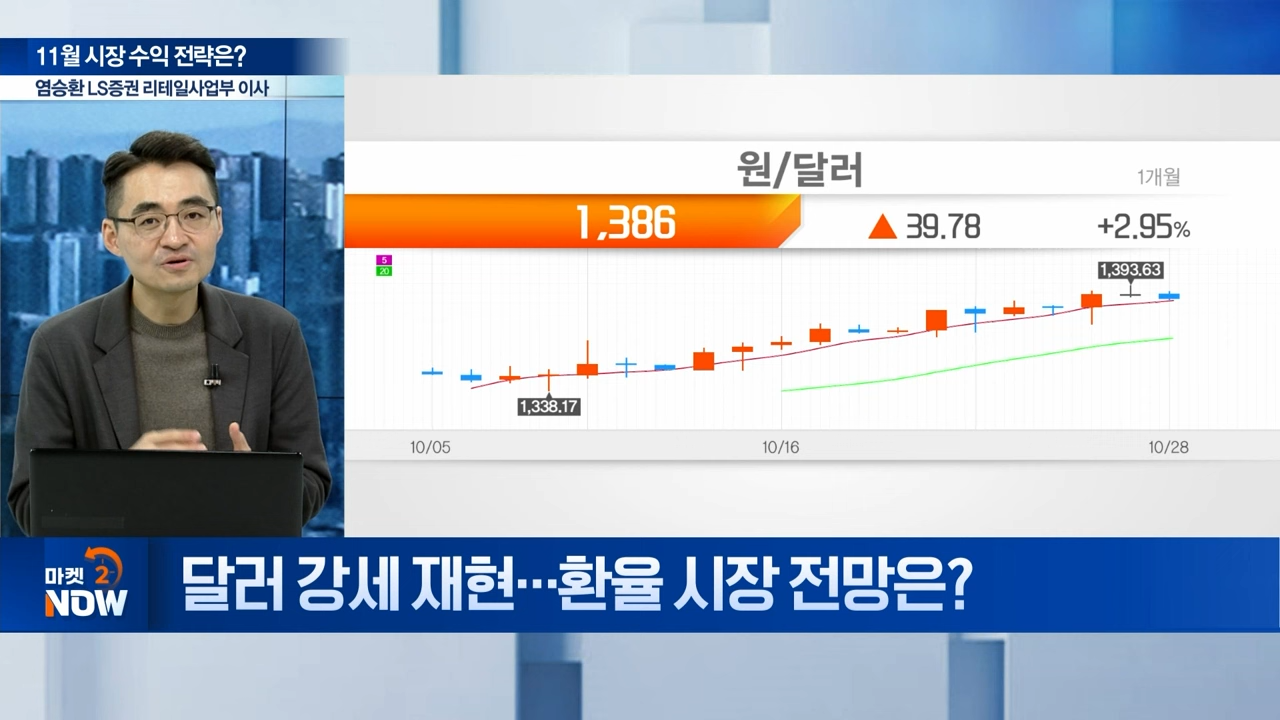 11월 시장 수익 전략은?
염승환 LS증권 리테일사업부 이사
원/달러
1개월
1,386
▲ 39.78
+2.95%
5
20
1,393.63
1,338.17
10/05
10/16
10/28
마켓 2
NOW
달러 강세 재현…환율 시장 전망은?